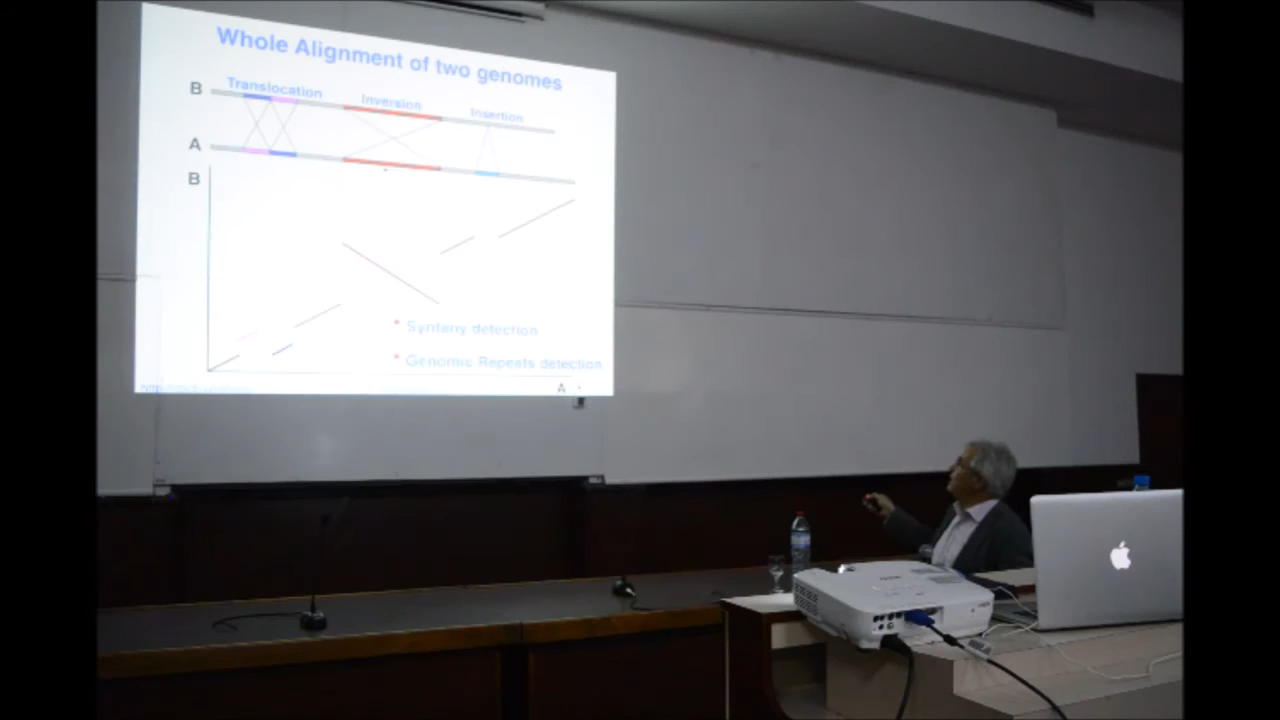 Whole Alignment of two genomes
Translocation
Inversion
Insertion
B
A
B
* Synteny detection
* Genomic Repeats detection
A